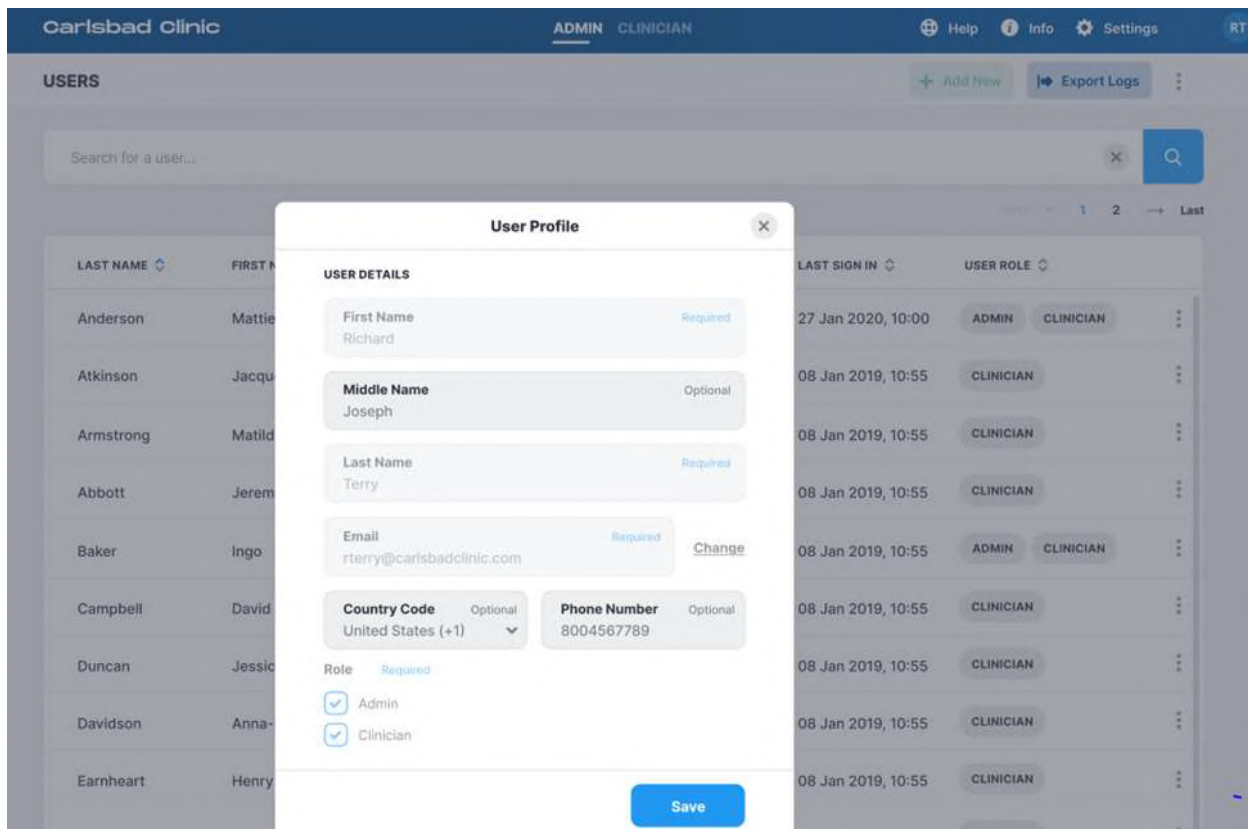 Carlsbad Clinic ADMIN CLINICIAN Help Info Settings RT
USERS Add New Export Logs
Search for a user...
1 2 → Last
User Profile
LAST NAME FIRST N LAST SIGN IN USER ROLE
USER DETAILS
Anderson Mattie 27 Jan 2020, 10:00 ADMIN CLINICIAN
First Name Required
Richard
Atkinson Jacqu 08 Jan 2019, 10:55 CLINICIAN
Middle Name Optional
Joseph
Armstrong Matild 08 Jan 2019, 10:55 CLINICIAN
Last Name Required
Terry
Abbott Jerem 08 Jan 2019, 10:55 CLINICIAN
Email Required
rterry@carlsbadclinic.com Change
Baker Ingo 08 Jan 2019, 10:55 ADMIN CLINICIAN
Campbell David 08 Jan 2019, 10:55 CLINICIAN
Country Code Optional Phone Number Optional
United States (+1) 8004567789
Duncan Jessic 08 Jan 2019, 10:55 CLINICIAN
Role Required
Admin
Davidson Anna- 08 Jan 2019, 10:55 CLINICIAN
Clinician
Earnheart Henry 08 Jan 2019, 10:55 CLINICIAN
Save